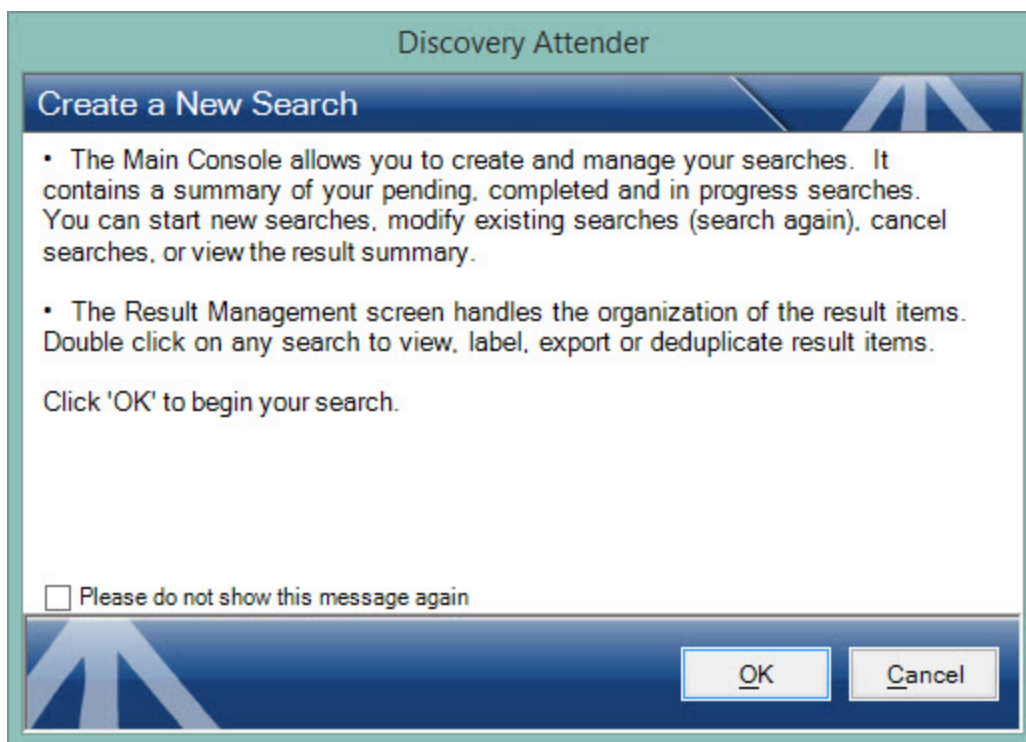 Discovery Attender
Create a New Search
• The Main Console allows you to create and manage your searches. It
contains a summary of your pending, completed and in progress searches.
You can start new searches, modify existing searches (search again), cancel
searches, or view the result summary.
• The Result Management screen handles the organization of the result items.
Double click on any search to view, label, export or deduplicate result items.
Click 'OK' to begin your search.
Please do not show this message again
OK
Cancel